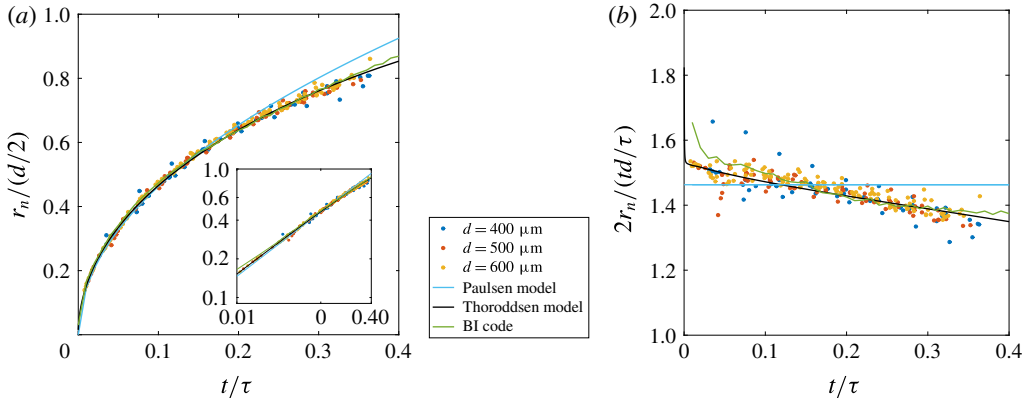 (a)
1.0
0.8
0.6
0.4
0.2
0
0.1
0.2
0.3
0.4
r_n/(d/2)
t/τ
1.0
0.6
0.4
0.2
0.1
0.01
0
0.40
d = 400 μm
d = 500 μm
d = 600 μm
Paulsen model
Thoroddsen model
BI code
(b)
2.0
1.8
1.6
1.4
1.2
1.0
0
0.1
0.2
0.3
0.4
2r_n/(td/τ)
t/τ